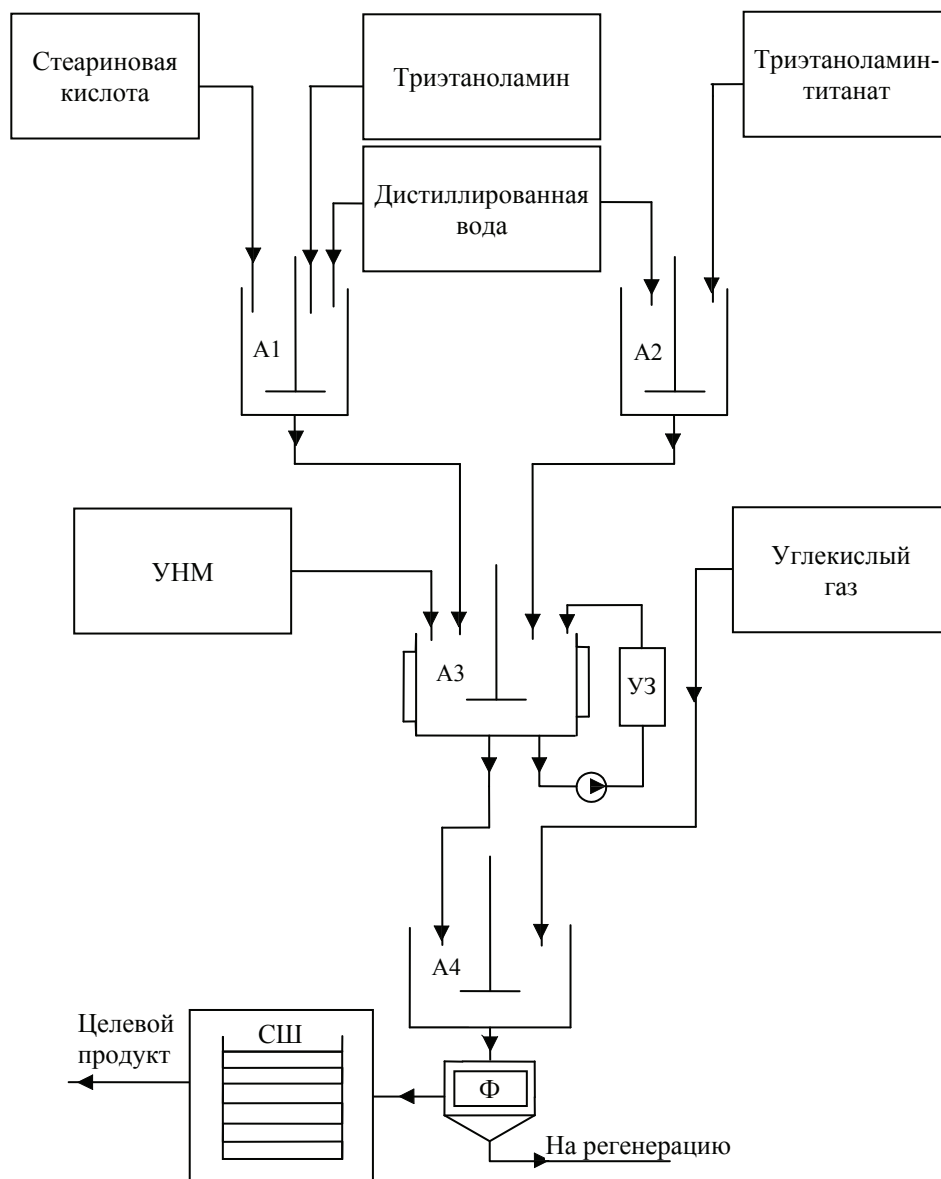 Стеариновая
кислота
Триэтаноламин
Триэтаноламин-
титанат
Дистиллированная
вода
А1
А2
УНМ
Углекислый
газ
А3
УЗ
А4
Целевой
продукт
СШ
Ф
На регенерацию